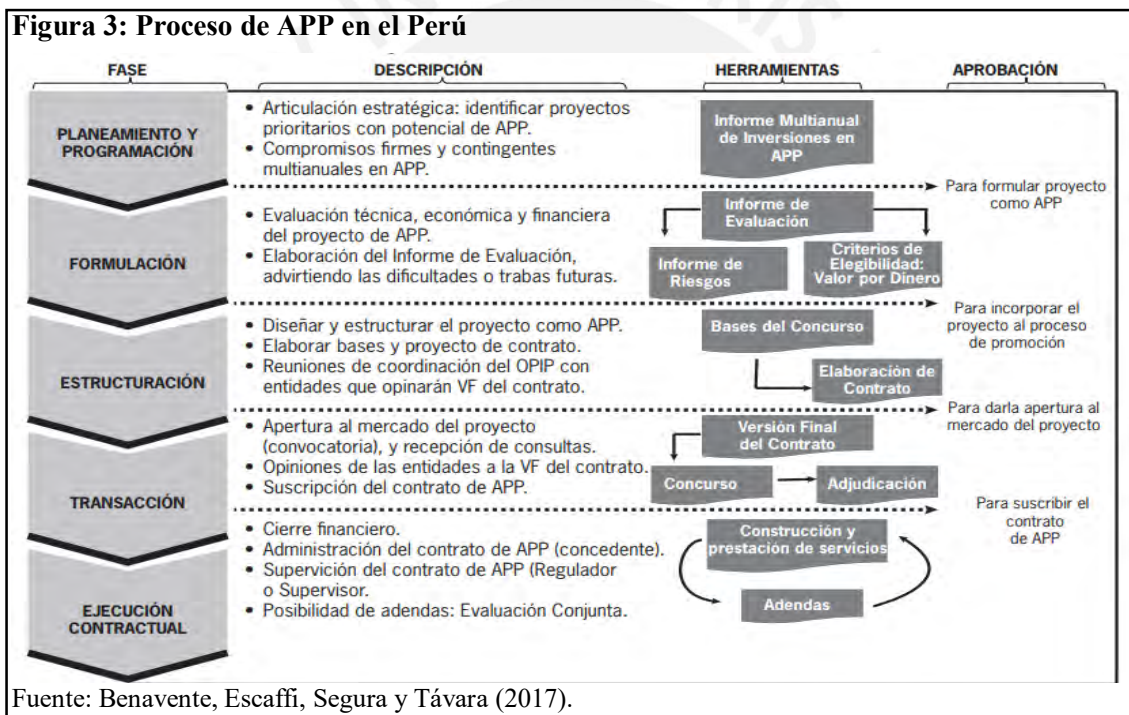 Figura 3: Proceso de APP en el Perú
FASE
DESCRIPCIÓN
HERRAMIENTAS
APROBACIÓN
PLANEAMIENTO Y
PROGRAMACIÓN
• Articulación estratégica: identificar proyectos
prioritarios con potencial de APP.
• Compromisos firmes y contingentes
multianuales en APP.
Informe Multianual
de Inversiones en
APP
Para formular proyecto
como APP
FORMULACIÓN
• Evaluación técnica, económica y financiera
del proyecto de APP.
• Elaboración del Informe de Evaluación,
advirtiendo las dificultades o trabas futuras.
Informe de
Evaluación
Informe de
Riesgos
Criterios de
Elegibilidad:
Valor por Dinero
Para incorporar el
proyecto al proceso
de promoción
ESTRUCTURACIÓN
• Diseñar y estructurar el proyecto como APP.
• Elaborar bases y proyecto de contrato.
• Reuniones de coordinación del OPIP con
entidades que opinarán VF del contrato.
Bases del Concurso
Elaboración de
Contrato
Para darla apertura al
mercado del proyecto
TRANSACCIÓN
• Apertura al mercado del proyecto
(convocatoria), y recepción de consultas.
• Opiniones de las entidades a la VF del contrato.
• Suscripción del contrato de APP.
Versión Final
del Contrato
Concurso
Adjudicación
Para suscribir el
contrato
de APP
EJECUCIÓN
CONTRACTUAL
• Cierre financiero.
• Administración del contrato de APP (concedente).
• Supervición del contrato de APP (Regulador
o Supervisor.
• Posibilidad de adendas: Evaluación Conjunta.
Construcción y
prestación de servicios
Adendas
Fuente: Benavente, Escaffi, Segura y Távara (2017).